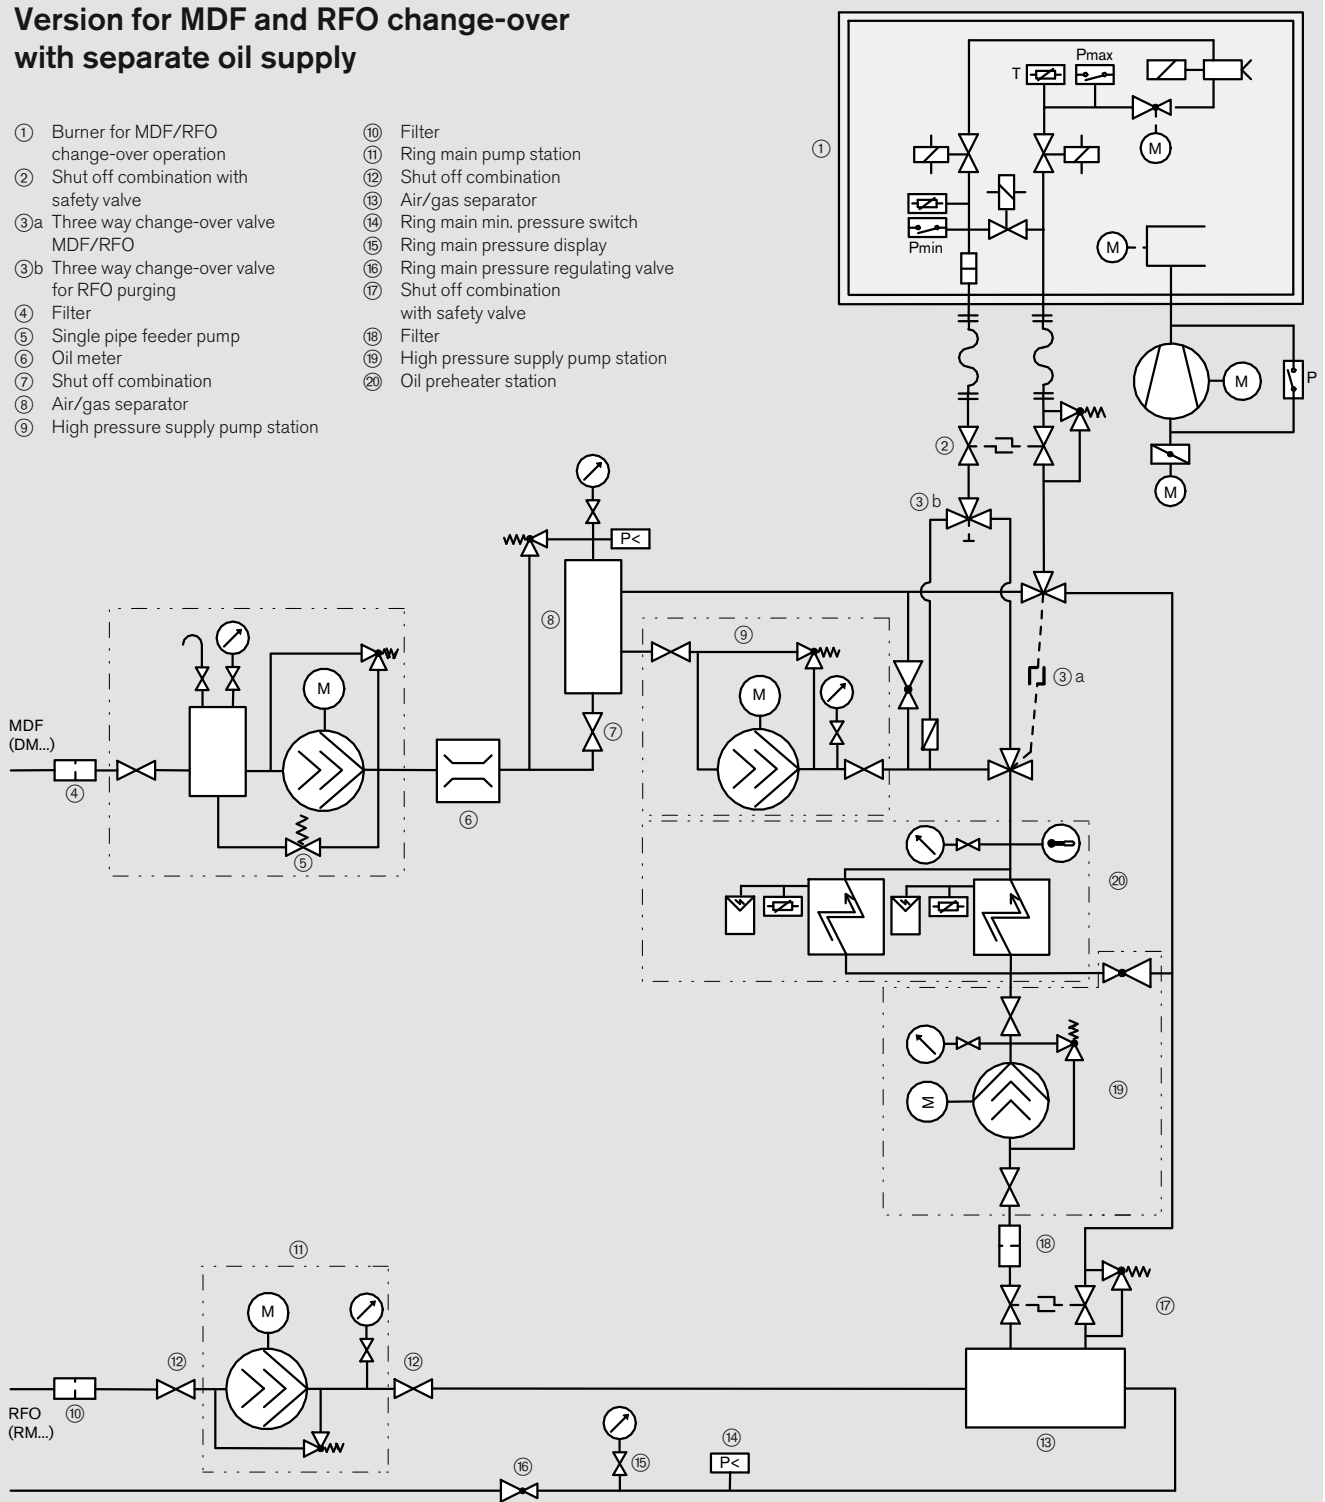 Version for MDF and RFO change-over
with separate oil supply
① Burner for MDF/RFO
change-over operation
② Shut off combination with
safety valve
③a Three way change-over valve
MDF/RFO
③b Three way change-over valve
for RFO purging
④ Filter
⑤ Single pipe feeder pump
⑥ Oil meter
⑦ Shut off combination
⑧ Air/gas separator
⑨ High pressure supply pump station
⑩ Filter
⑪ Ring main pump station
⑫ Shut off combination
⑬ Air/gas separator
⑭ Ring main min. pressure switch
⑮ Ring main pressure display
⑯ Ring main pressure regulating valve
⑰ Shut off combination
with safety valve
⑱ Filter
⑲ High pressure supply pump station
⑳ Oil preheater station
Pmax
T
①
M
Pmin
M
M
P
②
M
③b
P<
⑧
⑨
③a
M
M
MDF
(DM...)
⑦
④
⑥
⑤
⑳
M
⑲
⑱
⑪
⑰
M
⑫
⑫
RFO
(RM...)
⑩
⑬
⑭
P<
⑮
⑯